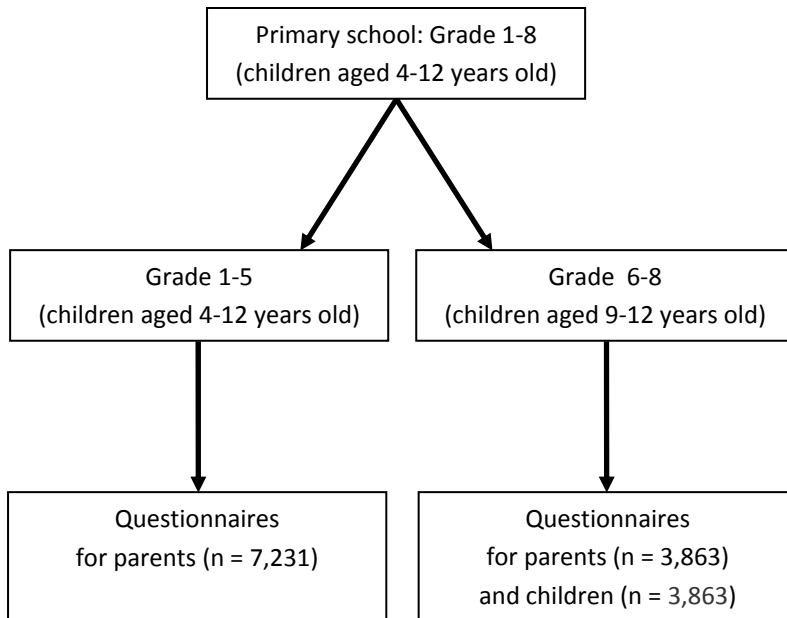 Primary school: Grade 1-8
(children aged 4-12 years old)
Grade 1-5
(children aged 4-12 years old)
Grade  6-8
(children aged 9-12 years old)
Questionnaires
for parents (n = 7,231)
Questionnaires
for parents (n = 3,863)
and children (n = 3,863)